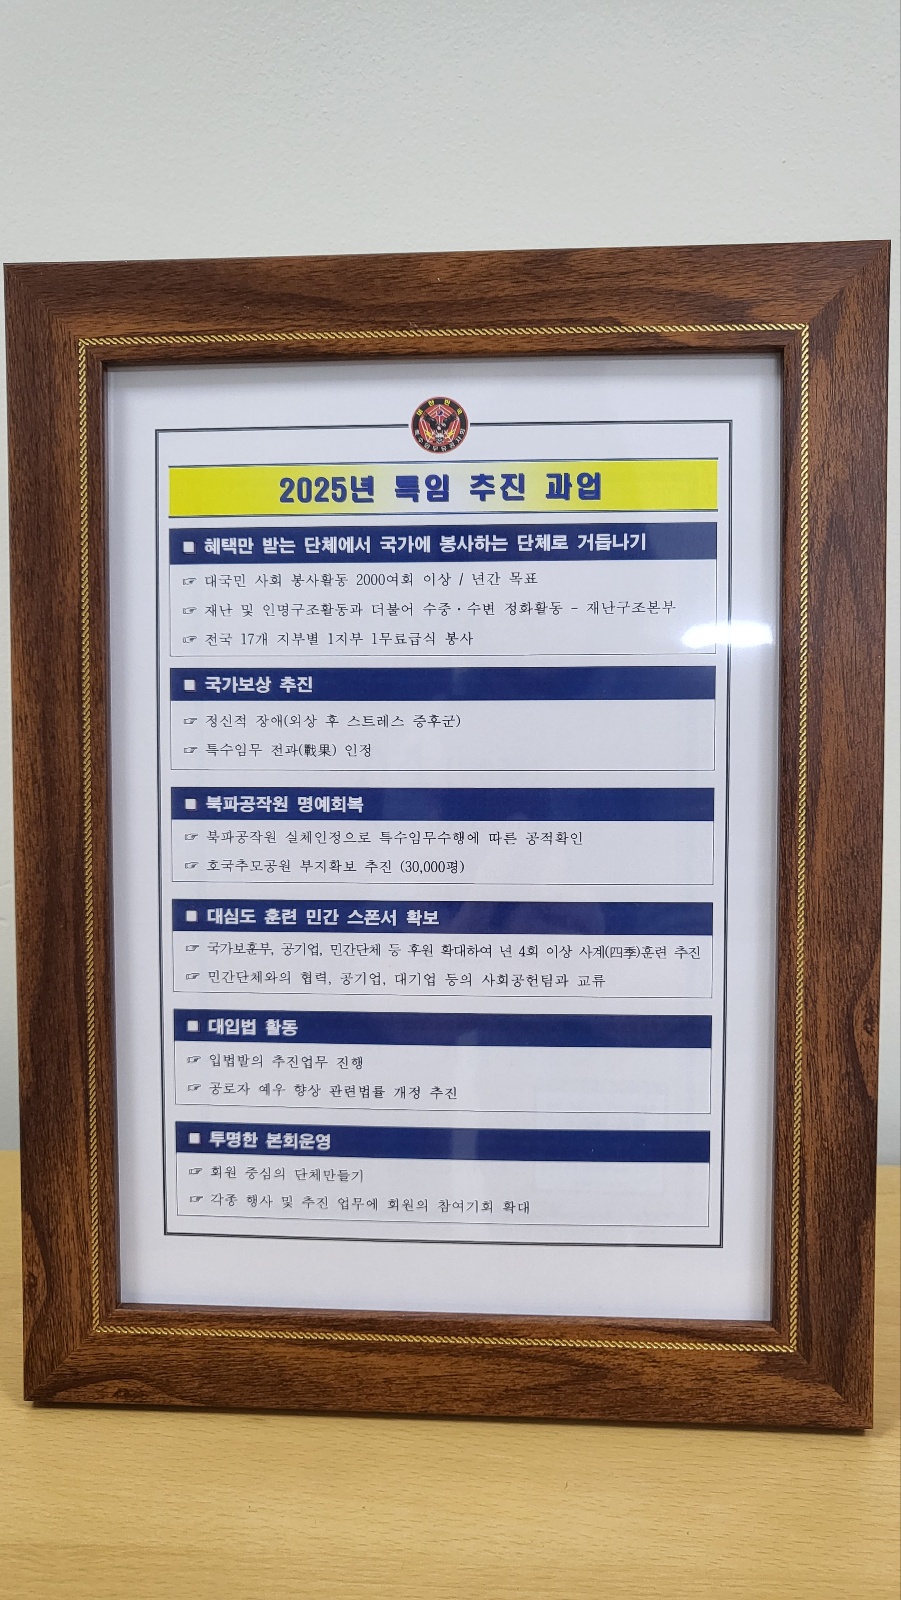 대한민국
특수임무유공자회
2025년 특임 추진 과업
■ 혜택만 받는 단체에서 국가에 봉사하는 단체로 거듭나기
☞ 대국민 사회 봉사활동 2000여회 이상 / 년간 목표
☞ 재난 및 인명구조활동과 더불어 수중·수변 정화활동 - 재난구조본부
☞ 전국 17개 지부별 1지부 1무료급식 봉사
■ 국가보상 추진
☞ 정신적 장애(외상 후 스트레스 증후군)
☞ 특수임무 전과(戰果) 인정
■ 북파공작원 명예회복
☞ 북파공작원 실체인정으로 특수임무수행에 따른 공적확인
☞ 호국추모공원 부지확보 추진 (30,000평)
■ 대심도 훈련 민간 스폰서 확보
☞ 국가보훈부, 공기업, 민간단체 등 후원 확대하여 년 4회 이상 사계(四季)훈련 추진
☞ 민간단체와의 협력, 공기업, 대기업 등의 사회공헌팀과 교류
■ 대입법 활동
☞ 입법발의 추진업무 진행
☞ 공로자 예우 향상 관련법률 개정 추진
■ 투명한 본회운영
☞ 회원 중심의 단체만들기
☞ 각종 행사 및 추진 업무에 회원의 참여기회 확대